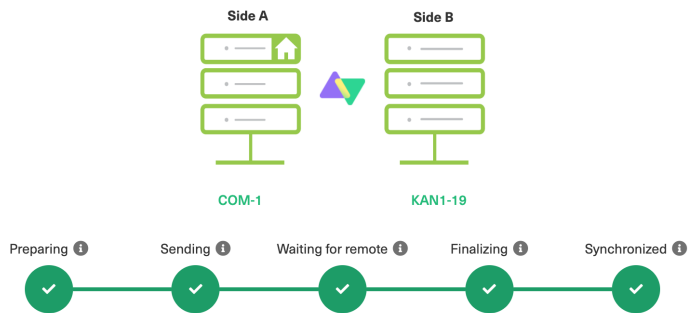 Side A
Side B
COM-1
KAN1-19
Preparing
Sending
Waiting for remote
Finalizing
Synchronized